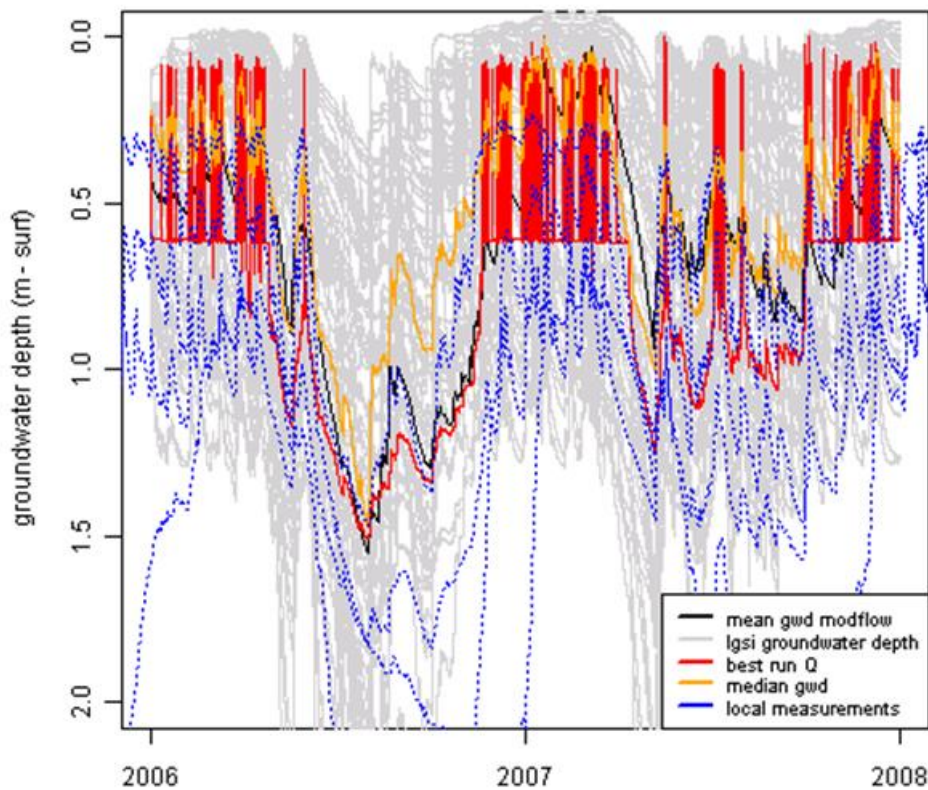 groundwater depth (m - surf)
0.0
0.5
1.0
1.5
2.0
mean gwd modflow
lgsi groundwater depth
best run Q
median gwd
local measurements
2006
2007
2008